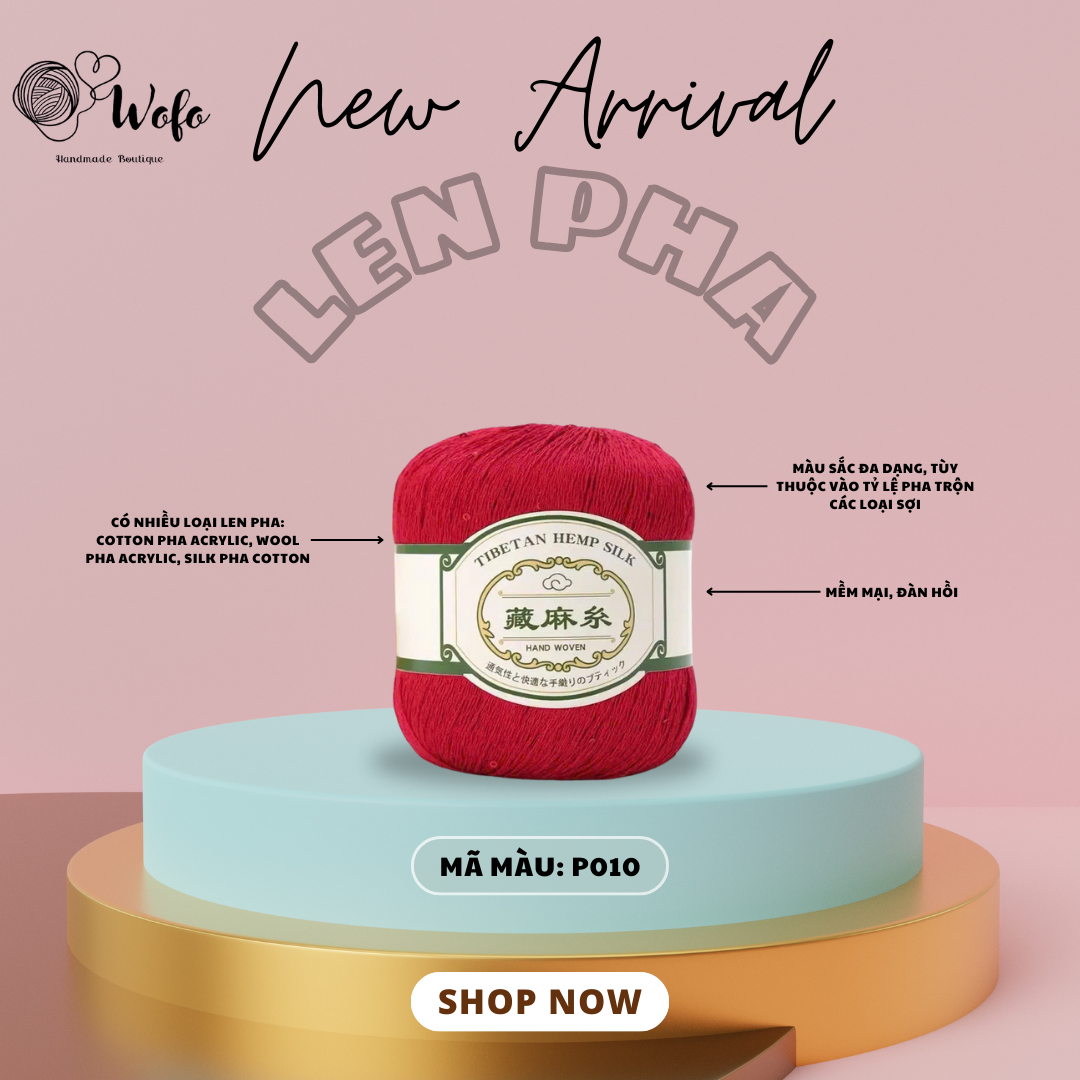 Wofo
Handmade Boutique
New Arrival
LEN PHA
MÀU SẮC ĐA DẠNG, TÙY
THUỘC VÀO TỶ LỆ PHA TRỘN
CÁC LOẠI SỢI
CÓ NHIỀU LOẠI LEN PHA:
COTTON PHA ACRYLIC, WOOL
PHA ACRYLIC, SILK PHA COTTON
MỀM MẠI, ĐÀN HỒI
TIBETAN HEMP SILK
藏麻糸
HAND WOVEN
通気性と快適な手織りのブティック
MÃ MÀU: P010
SHOP NOW